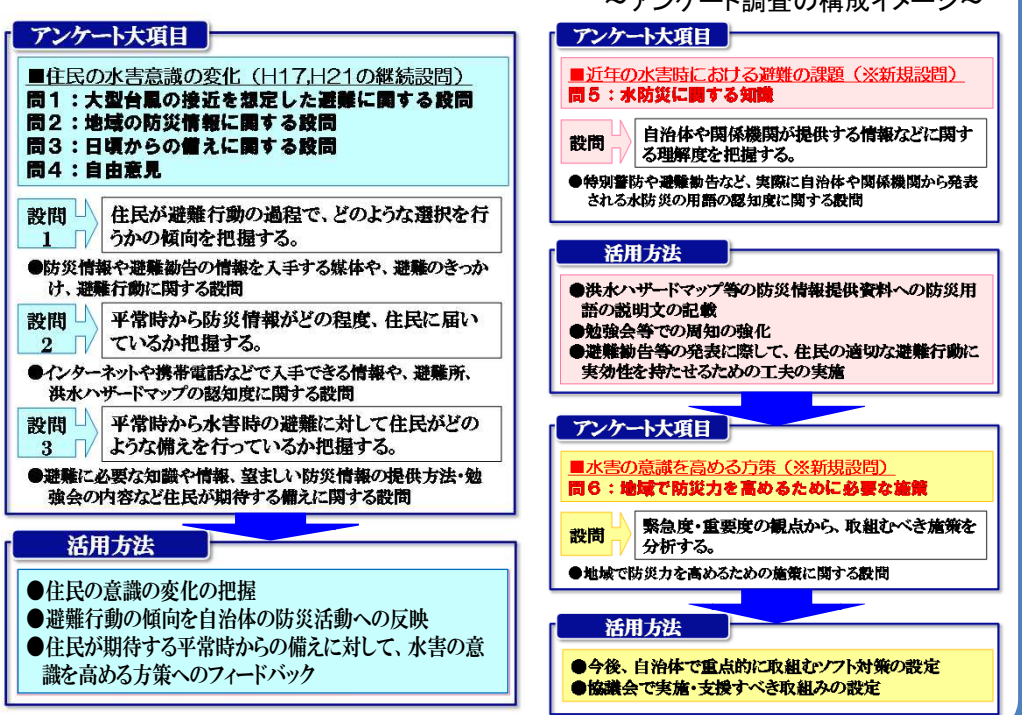 ～アンケート調査の構成イメージ～
アンケート大項目
■住民の水害意識の変化（H17,H21の継続設問）
問１：大型台風の接近を想定した避難に関する設問
問２：地域の防災情報に関する設問
問３：日頃からの備えに関する設問
問４：自由意見
設問
1
住民が避難行動の過程で、どのような選択を行
うかの傾向を把握する。
●防災情報や避難勧告の情報を入手する媒体や、避難のきっか
け、避難行動に関する設問
設問
2
平常時から防災情報がどの程度、住民に届い
ているか把握する。
●インターネットや携帯電話などで入手できる情報や、避難所、
洪水ハザードマップの認知度に関する設問
設問
3
平常時から水害時の避難に対して住民がどの
ような備えを行っているか把握する。
●避難に必要な知識や情報、望ましい防災情報の提供方法・勉
強会の内容など住民が期待する備えに関する設問
活用方法
●住民の意識の変化の把握
●避難行動の傾向を自治体の防災活動への反映
●住民が期待する平常時からの備えに対して、水害の意
識を高める方策へのフィードバック
アンケート大項目
■近年の水害時における避難の課題（※新規設問）
問５：水防災に関する知識
設問
自治体や関係機関が提供する情報などに関す
る理解度を把握する。
●特別警防や避難勧告など、実際に自治体や関係機関から発表
される水防災の用語の認知度に関する設問
活用方法
●洪水ハザードマップ等の防災情報提供資料への防災用
語の説明文の記載
●勉強会等での周知の強化
●避難勧告等の発表に際して、住民の適切な避難行動に
実効性を持たせるための工夫の実施
アンケート大項目
■水害の意識を高める方策（※新規設問）
問６：地域で防災力を高めるために必要な施策
設問
緊急度・重要度の観点から、取組むべき施策を
分析する。
●地域で防災力を高めるための施策に関する設問
活用方法
●今後、自治体で重点的に取組むソフト対策の設定
●協議会で実施・支援すべき取組みの設定